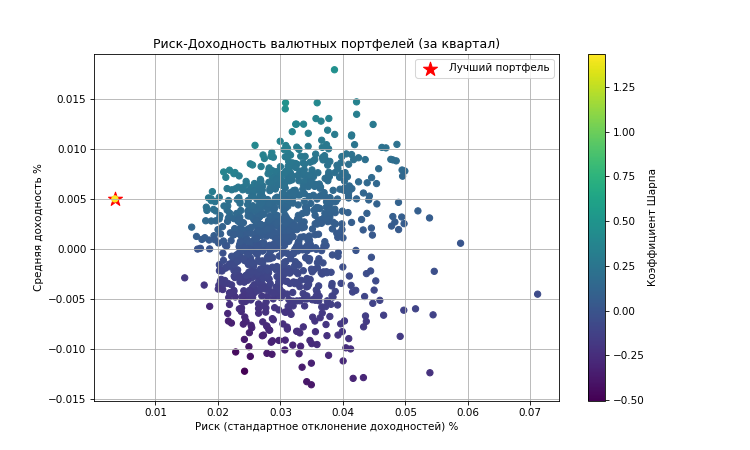 Риск-Доходность валютных портфелей (за квартал)
Лучший портфель
Средняя доходность %
0.015
0.010
0.005
0.000
−0.005
−0.010
−0.015
0.01 0.02 0.03 0.04 0.05 0.06 0.07
Риск (стандартное отклонение доходностей) %
1.25
1.00
0.75
0.50
0.25
0.00
−0.25
−0.50
Коэффициент Шарпа